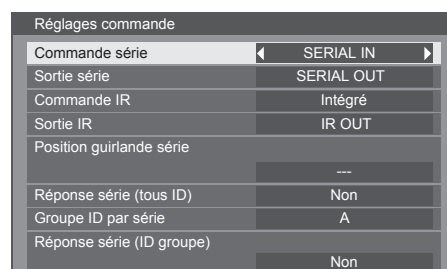 Réglages commande
Commande série SERIAL IN
Sortie série SERIAL OUT
Commande IR Intégré
Sortie IR IR OUT
Position guirlande série
---
Réponse série (tous ID) Non
Groupe ID par série A
Réponse série (ID groupe)
Non